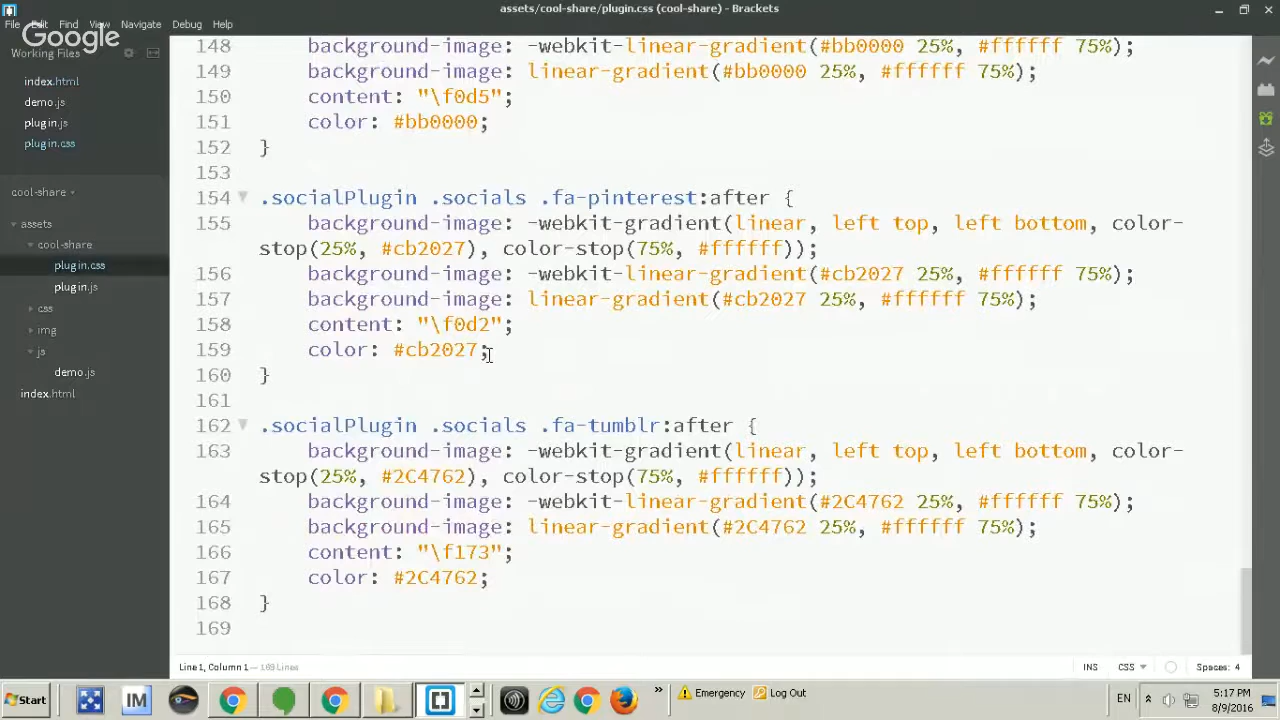 assets/cool-share/plugin.css (cool-share) - Brackets
File Edit Find View Navigate Debug Help
Google
Working Files
index.html
demo.js
plugin.js
plugin.css
cool-share
assets
cool-share
plugin.css
plugin.js
css
img
js
demo.js
index.html
148 background-image: -webkit-linear-gradient(#bb0000 25%, #ffffff 75%);
149 background-image: linear-gradient(#bb0000 25%, #ffffff 75%);
150 content: "\f0d5";
151 color: #bb0000;
152 }
153
154 .socialPlugin .socials .fa-pinterest:after {
155 background-image: -webkit-gradient(linear, left top, left bottom, color-
stop(25%, #cb2027), color-stop(75%, #ffffff));
156 background-image: -webkit-linear-gradient(#cb2027 25%, #ffffff 75%);
157 background-image: linear-gradient(#cb2027 25%, #ffffff 75%);
158 content: "\f0d2";
159 color: #cb2027;
160 }
161
162 .socialPlugin .socials .fa-tumblr:after {
163 background-image: -webkit-gradient(linear, left top, left bottom, color-
stop(25%, #2C4762), color-stop(75%, #ffffff));
164 background-image: -webkit-linear-gradient(#2C4762 25%, #ffffff 75%);
165 background-image: linear-gradient(#2C4762 25%, #ffffff 75%);
166 content: "\f173";
167 color: #2C4762;
168 }
169
Line 1, Column 1 — 169 Lines
INS CSS Spaces: 4
Start IM Emergency Log Out EN 5:17 PM
8/9/2016